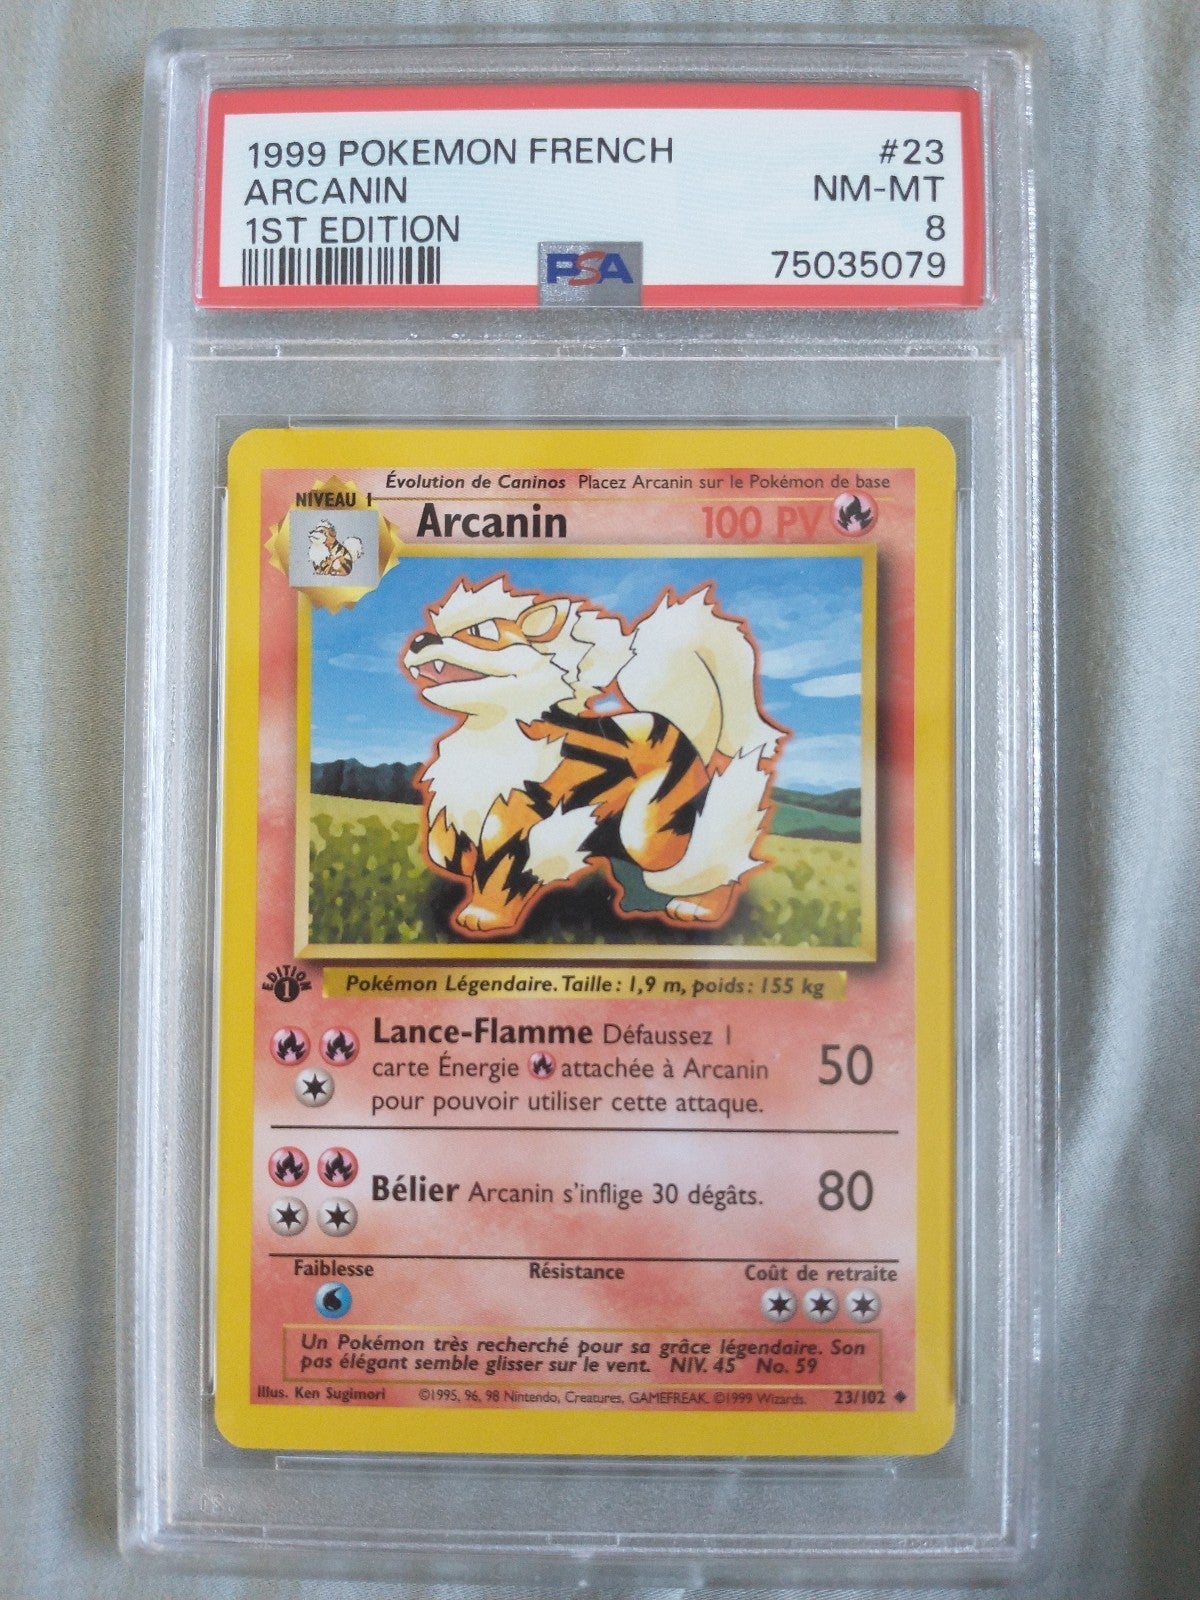 1999 POKEMON FRENCH #23
ARCANIN NM-MT
1ST EDITION 8
PSA 75035079
Évolution de Caninos Placez Arcanin sur le Pokémon de base
NIVEAU 1
Arcanin 100 PV
EDITION 1
Pokémon Légendaire. Taille : 1,9 m, poids : 155 kg
Lance-Flamme Défaussez 1
carte Énergie attachée à Arcanin 50
pour pouvoir utiliser cette attaque.
Bélier Arcanin s'inflige 30 dégâts. 80
Faiblesse Résistance Coût de retraite
Un Pokémon très recherché pour sa grâce légendaire. Son
pas élégant semble glisser sur le vent. NIV. 45 No. 59
Illus. Ken Sugimori ©1995, 96, 98 Nintendo, Creatures, GAMEFREAK. ©1999 Wizards. 23/102